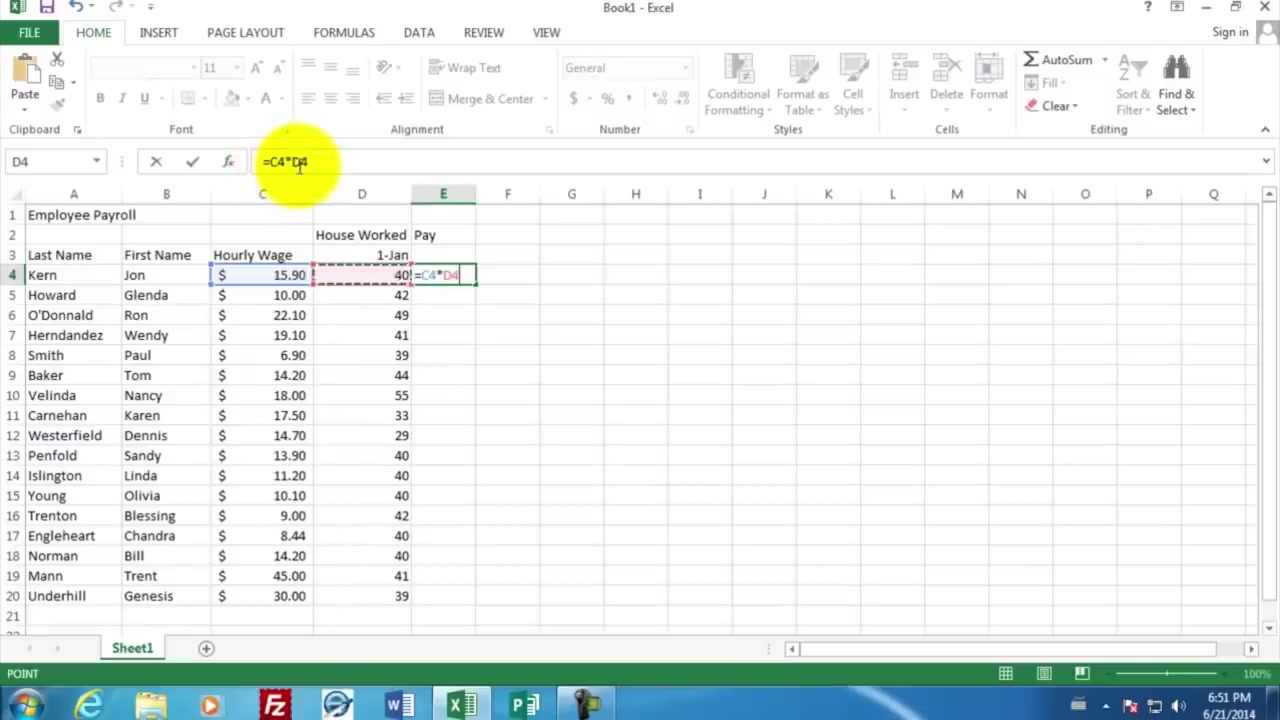 Book1 - Excel
FILE HOME INSERT PAGE LAYOUT FORMULAS DATA REVIEW VIEW Sign in
Paste 11 Wrap Text General Conditional Formatting Format as Table Cell Styles Insert Delete Format AutoSum Fill Clear Sort & Filter Find & Select
B I U Merge & Center $ % ,
Clipboard Font Alignment Number Styles Cells Editing
D4 fx =C4*D4
A B C D E F G H I J K L M N O P Q
1 Employee Payroll
2 House Worked Pay
3 Last Name First Name Hourly Wage 1-Jan
4 Kern Jon $ 15.90 40 =C4*D4
5 Howard Glenda $ 10.00 42
6 O'Donnald Ron $ 22.10 49
7 Herndandez Wendy $ 19.10 41
8 Smith Paul $ 6.90 39
9 Baker Tom $ 14.20 44
10 Velinda Nancy $ 18.00 55
11 Carnehan Karen $ 17.50 33
12 Westerfield Dennis $ 14.70 29
13 Penfold Sandy $ 13.90 40
14 Islington Linda $ 11.20 40
15 Young Olivia $ 10.10 40
16 Trenton Blessing $ 9.00 42
17 Engleheart Chandra $ 8.44 40
18 Norman Bill $ 14.20 40
19 Mann Trent $ 45.00 41
20 Underhill Genesis $ 30.00 39
21
Sheet1
POINT 100%
6:51 PM
6/21/2014